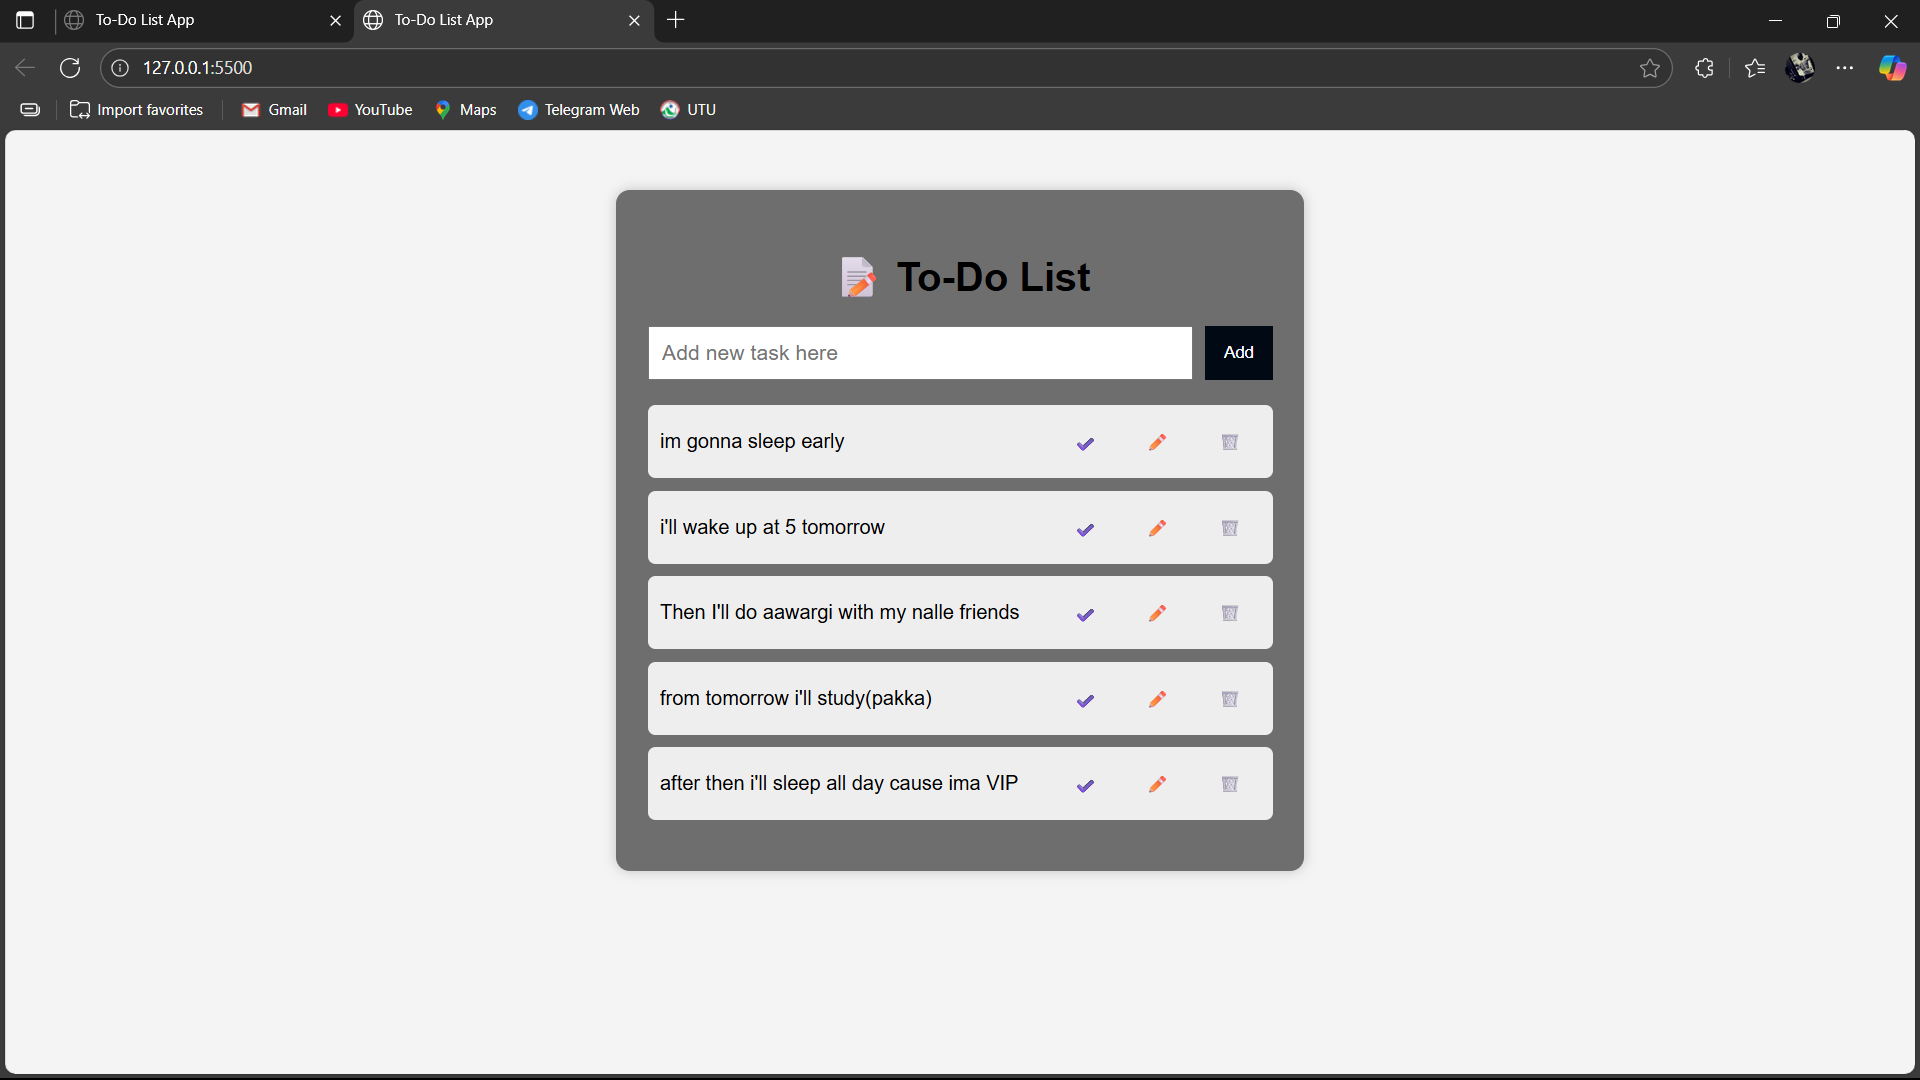 To-Do List App
To-Do List App
127.0.0.1:5500
Import favorites Gmail YouTube Maps Telegram Web UTU
To-Do List
Add new task here Add
im gonna sleep early
i'll wake up at 5 tomorrow
Then I'll do aawargi with my nalle friends
from tomorrow i'll study(pakka)
after then i'll sleep all day cause ima VIP